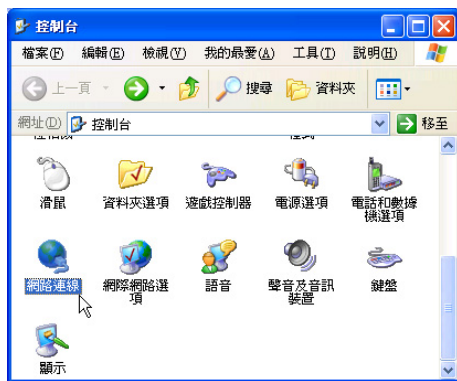 控制台
檔案(F) 編輯(E) 檢視(V) 我的最愛(A) 工具(T) 說明(H)
上一頁 搜尋 資料夾
網址(D) 控制台 移至
滑鼠 資料夾選項 遊戲控制器 電源選項 電話和數據
機選項
網路連線 網際網路選 語音 聲音及音訊 鍵盤
項 裝置
顯示